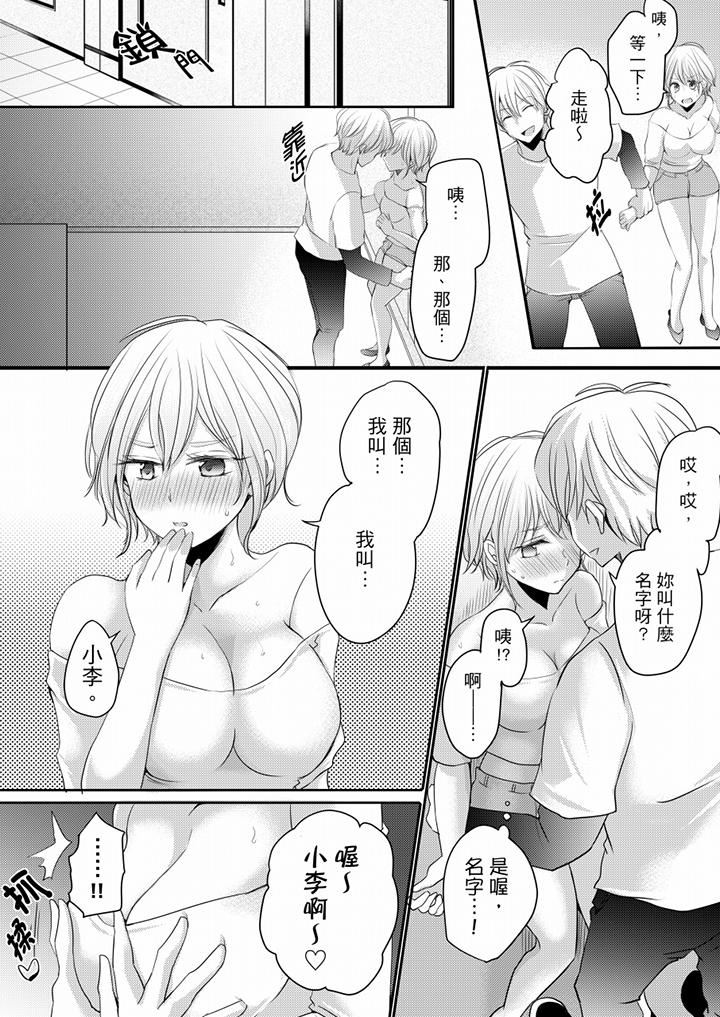 咦，
等一下…
走啦～
拉
鎖門
靠近
咦…
那、那個…
哎，哎，
妳叫什麼
名字呀？
咦!?
啊——
是喔，
名字…!
那個…
我叫…
我叫…
小李。
喔～
小李啊～♡
……!!
抓揉♡